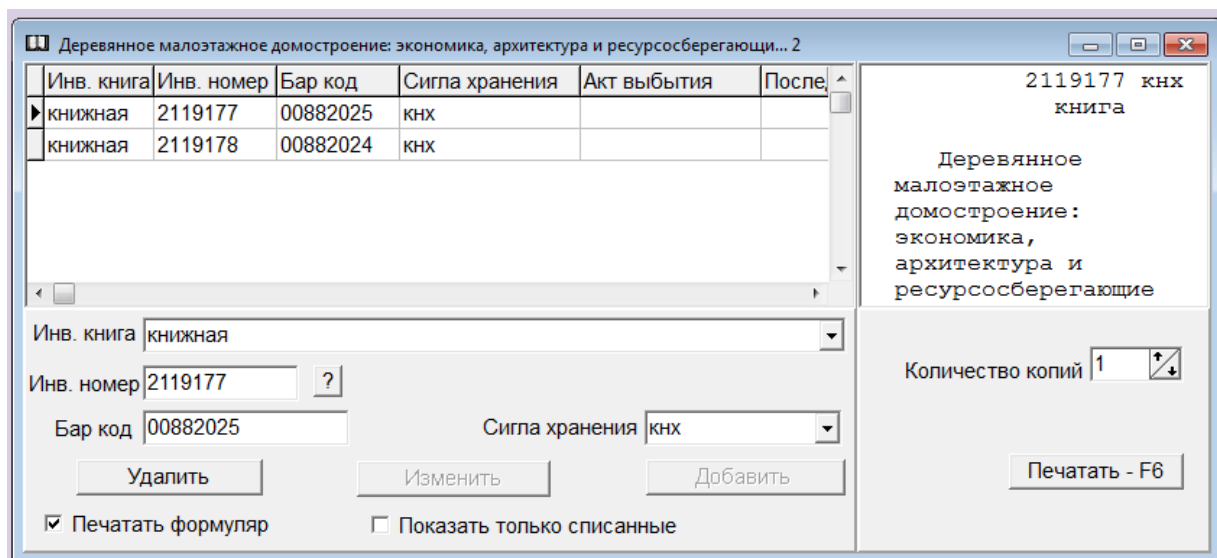 Деревянное малоэтажное домостроение: экономика, архитектура и ресурсосберегающи... 2
Инв. книга Инв. номер Бар код Сигла хранения Акт выбытия После
книжная 2119177 00882025 кнх
книжная 2119178 00882024 кнх
2119177 кнх
книга
Деревянное
малоэтажное
домостроение:
экономика,
архитектура и
ресурсосберегающие
Инв. книга книжная
Инв. номер 2119177 ?
Бар код 00882025 Сигла хранения кнх
Удалить Изменить Добавить
Печатать формуляр Показать только списанные
Количество копий 1
Печатать - F6